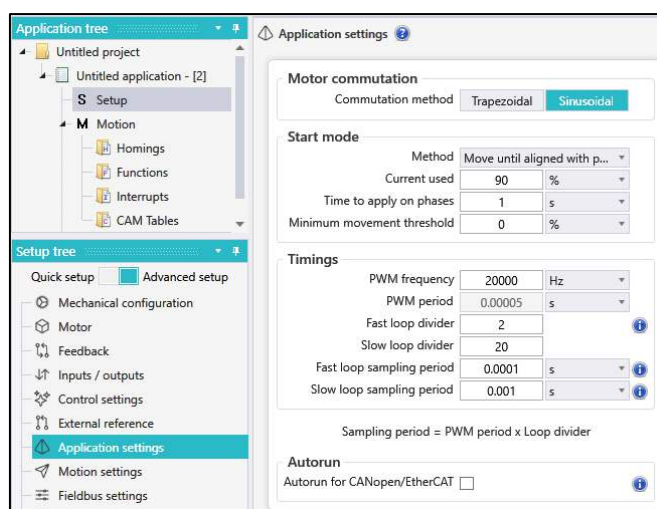 Application tree
Untitled project
Untitled application - [2]
S Setup
M Motion
Homings
Functions
Interrupts
CAM Tables
Setup tree
Quick setup Advanced setup
Mechanical configuration
Motor
Feedback
Inputs / outputs
Control settings
External reference
Application settings
Motion settings
Fieldbus settings
Application settings ?
Motor commutation
Commutation method Trapezoidal Sinusoidal
Start mode
Method Move until aligned with p...
Current used 90 %
Time to apply on phases 1 s
Minimum movement threshold 0 %
Timings
PWM frequency 20000 Hz
PWM period 0.00005 s
Fast loop divider 2
Slow loop divider 20
Fast loop sampling period 0.0001 s
Slow loop sampling period 0.001 s
Sampling period = PWM period x Loop divider
Autorun
Autorun for CANopen/EtherCAT